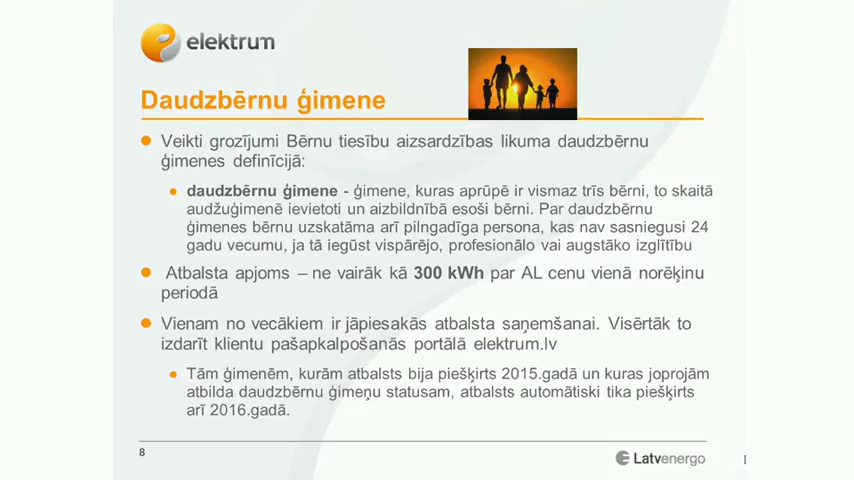 elektrum
Daudzbērnu ģimene
Veikti grozījumi Bērnu tiesību aizsardzības likuma daudzbērnu
ģimenes definīcijā:
daudzbērnu ģimene - ģimene, kuras aprūpē ir vismaz trīs bērni, to skaitā
audžuģimenē ievietoti un aizbildnībā esoši bērni. Par daudzbērnu
ģimenes bērnu uzskatāma arī pilngadīga persona, kas nav sasniegusi 24
gadu vecumu, ja tā iegūst vispārējo, profesionālo vai augstāko izglītību
Atbalsta apjoms – ne vairāk kā 300 kWh par AL cenu vienā norēķinu
periodā
Vienam no vecākiem ir jāpiesakās atbalsta saņemšanai. Visērtāk to
izdarīt klientu pašapkalpošanās portālā elektrum.lv
Tām ģimenēm, kurām atbalsts bija piešķirts 2015.gadā un kuras joprojām
atbilda daudzbērnu ģimeņu statusam, atbalsts automātiski tika piešķirts
arī 2016.gadā.
8
Latvenergo